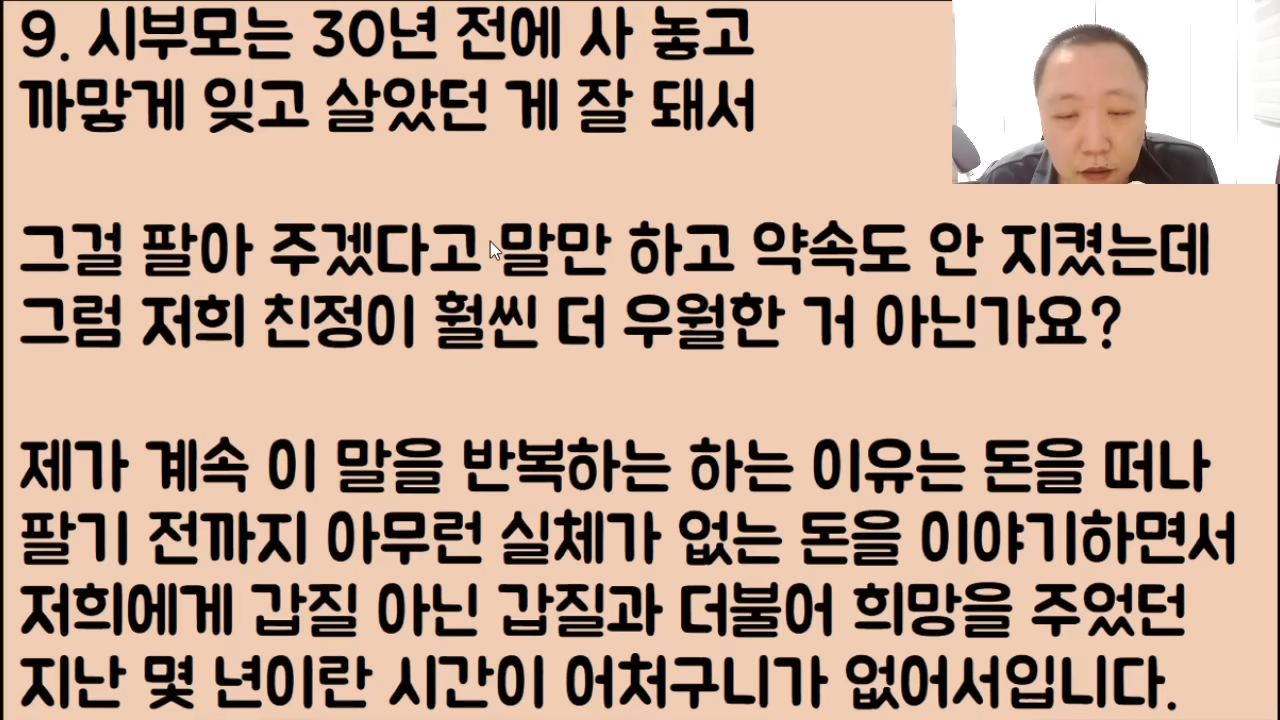 9. 시부모는 30년 전에 사 놓고
까맣게 잊고 살았던 게 잘 돼서
그걸 팔아 주겠다고 말만 하고 약속도 안 지켰는데
그럼 저희 친정이 훨씬 더 우월한 거 아닌가요?
제가 계속 이 말을 반복하는 하는 이유는 돈을 떠나
팔기 전까지 아무런 실체가 없는 돈을 이야기하면서
저희에게 갑질 아닌 갑질과 더불어 희망을 주었던
지난 몇 년이란 시간이 어처구니가 없어서입니다.